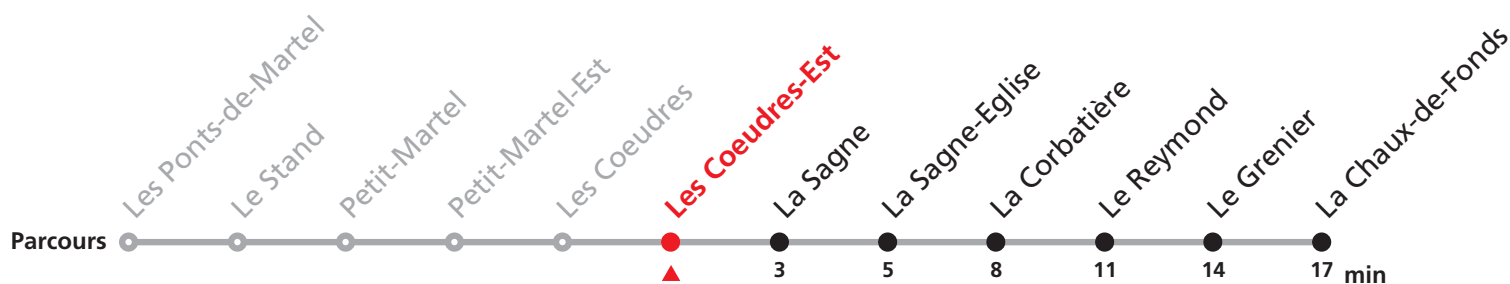 Les Ponts-de-Martel
Le Stand
Petit-Martel
Petit-Martel-Est
Les Coeudres
Les Coeudres-Est
La Sagne
La Sagne-Eglise
La Corbatière
Le Reymond
Le Grenier
La Chaux-de-Fonds
Parcours
3 5 8 11 14 17 min